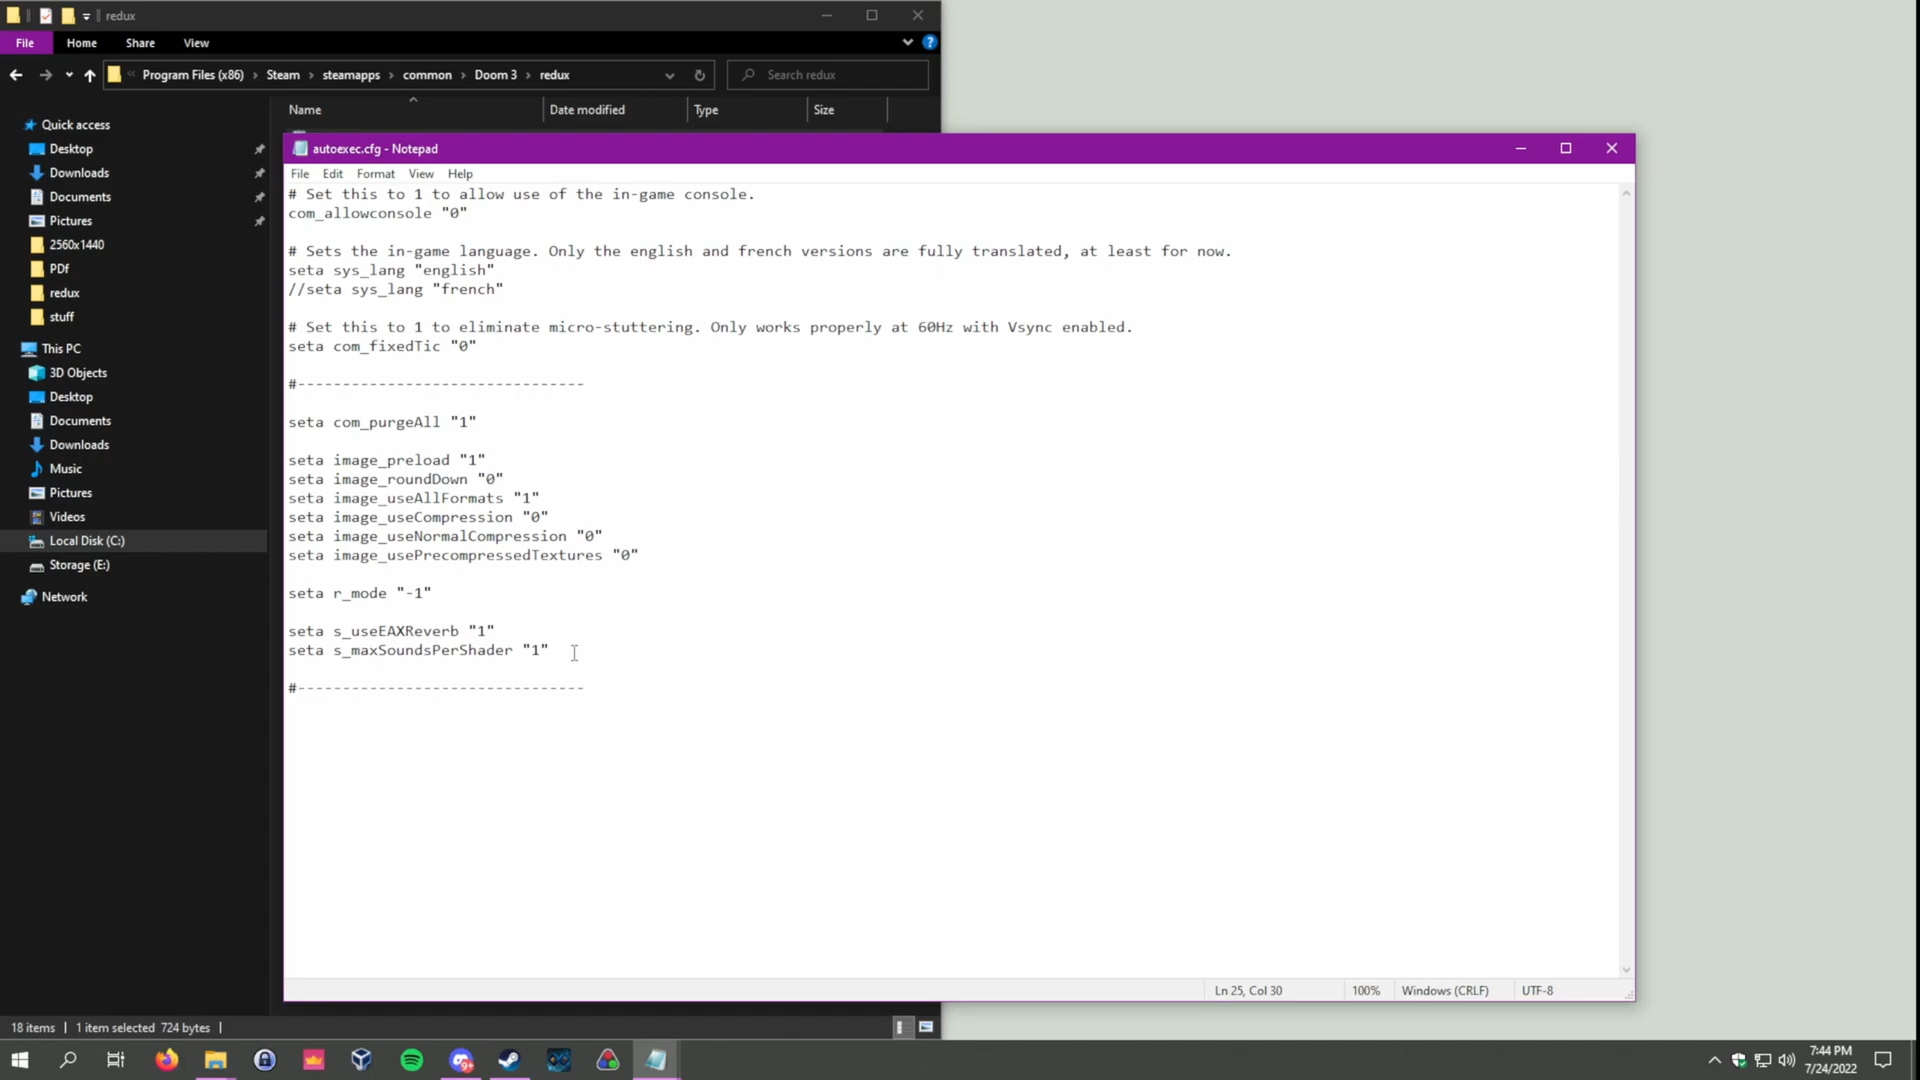 redux
File Home Share View
Program Files (x86) Steam steamapps common Doom 3 redux
Search redux
Name Date modified Type Size
Quick access
Desktop
Downloads
Documents
Pictures
2560x1440
PDf
redux
stuff
This PC
3D Objects
Desktop
Documents
Downloads
Music
Pictures
Videos
Local Disk (C:)
Storage (E:)
Network
autoexec.cfg - Notepad
File Edit Format View Help
# Set this to 1 to allow use of the in-game console.
com_allowconsole "0"
# Sets the in-game language. Only the english and french versions are fully translated, at least for now.
seta sys_lang "english"
//seta sys_lang "french"
# Set this to 1 to eliminate micro-stuttering. Only works properly at 60Hz with Vsync enabled.
seta com_fixedTic "0"
#--------------------------------
seta com_purgeAll "1"
seta image_preload "1"
seta image_roundDown "0"
seta image_useAllFormats "1"
seta image_useCompression "0"
seta image_useNormalCompression "0"
seta image_usePrecompressedTextures "0"
seta r_mode "-1"
seta s_useEAXReverb "1"
seta s_maxSoundsPerShader "1"
#--------------------------------
Ln 25, Col 30 100% Windows (CRLF) UTF-8
18 items 1 item selected 724 bytes
9+
7:44 PM
7/24/2022